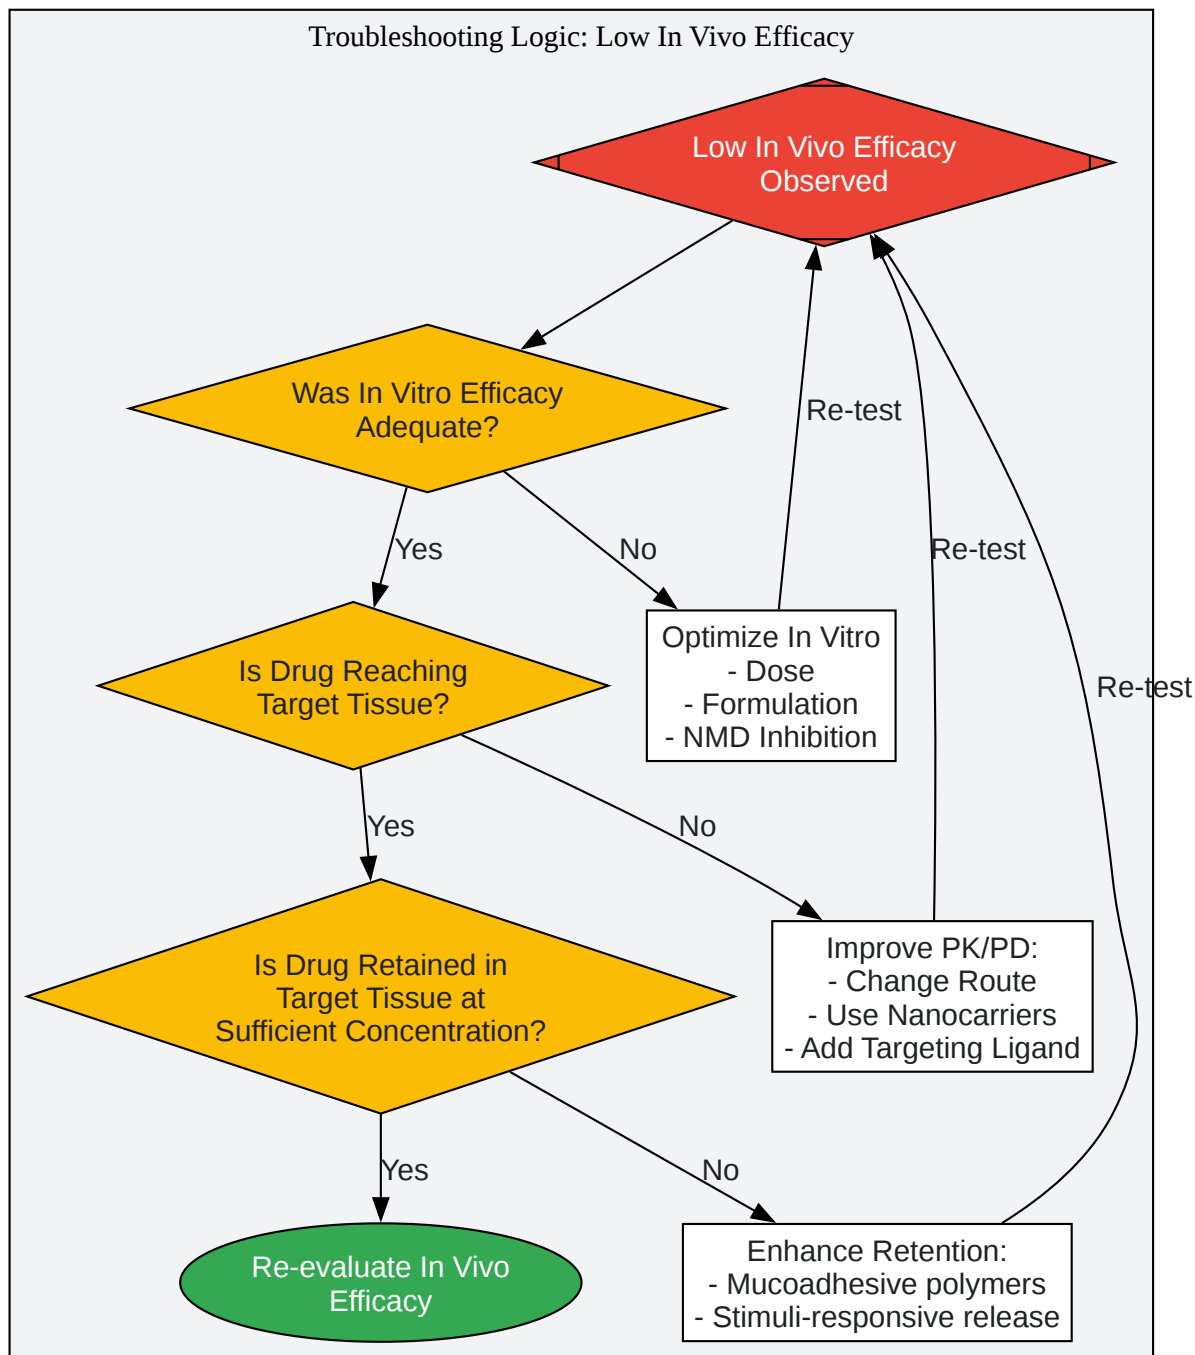 Troubleshooting Logic: Low In Vivo Efficacy
Low In Vivo Efficacy
Observed
Was In Vitro Efficacy
Adequate?
Re-test
Yes
No
Re-test
Is Drug Reaching
Target Tissue?
Optimize In Vitro
- Dose
- Formulation
- NMD Inhibition
Re-test
Yes
No
Is Drug Retained in
Target Tissue at
Sufficient Concentration?
Improve PK/PD:
- Change Route
- Use Nanocarriers
- Add Targeting Ligand
Yes
No
Re-evaluate In Vivo
Efficacy
Enhance Retention:
- Mucoadhesive polymers
- Stimuli-responsive release